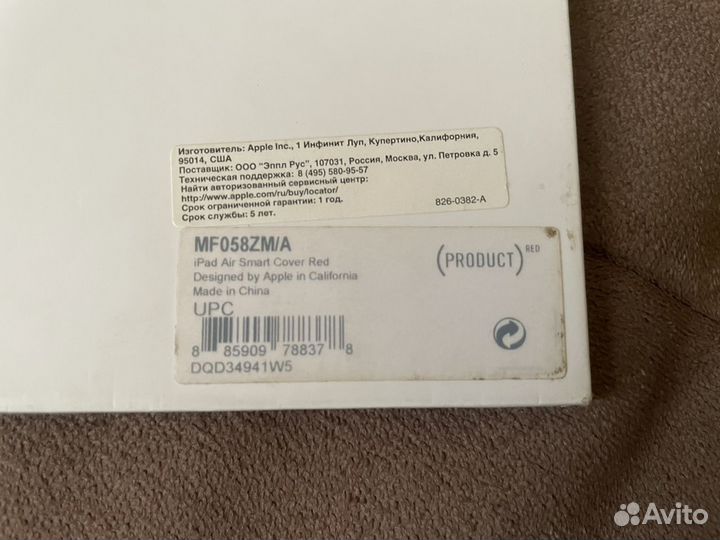 Изготовитель: Apple Inc., 1 Инфинит Луп, Купертино,Калифорния,
95014, США
Поставщик: ООО "Эппл Рус", 107031, Россия, Москва, ул. Петровка д. 5
Техническая поддержка: 8 (495) 580-95-57
Найти авторизованный сервисный центр:
http://www.apple.com/ru/buy/locator/
Срок ограниченной гарантии: 1 год.
Срок службы: 5 лет.
826-0382-A
MF058ZM/A
iPad Air Smart Cover Red
Designed by Apple in California
Made in China
(PRODUCT) RED
UPC
8 85909 78837 8
DQD34941W5
Avito